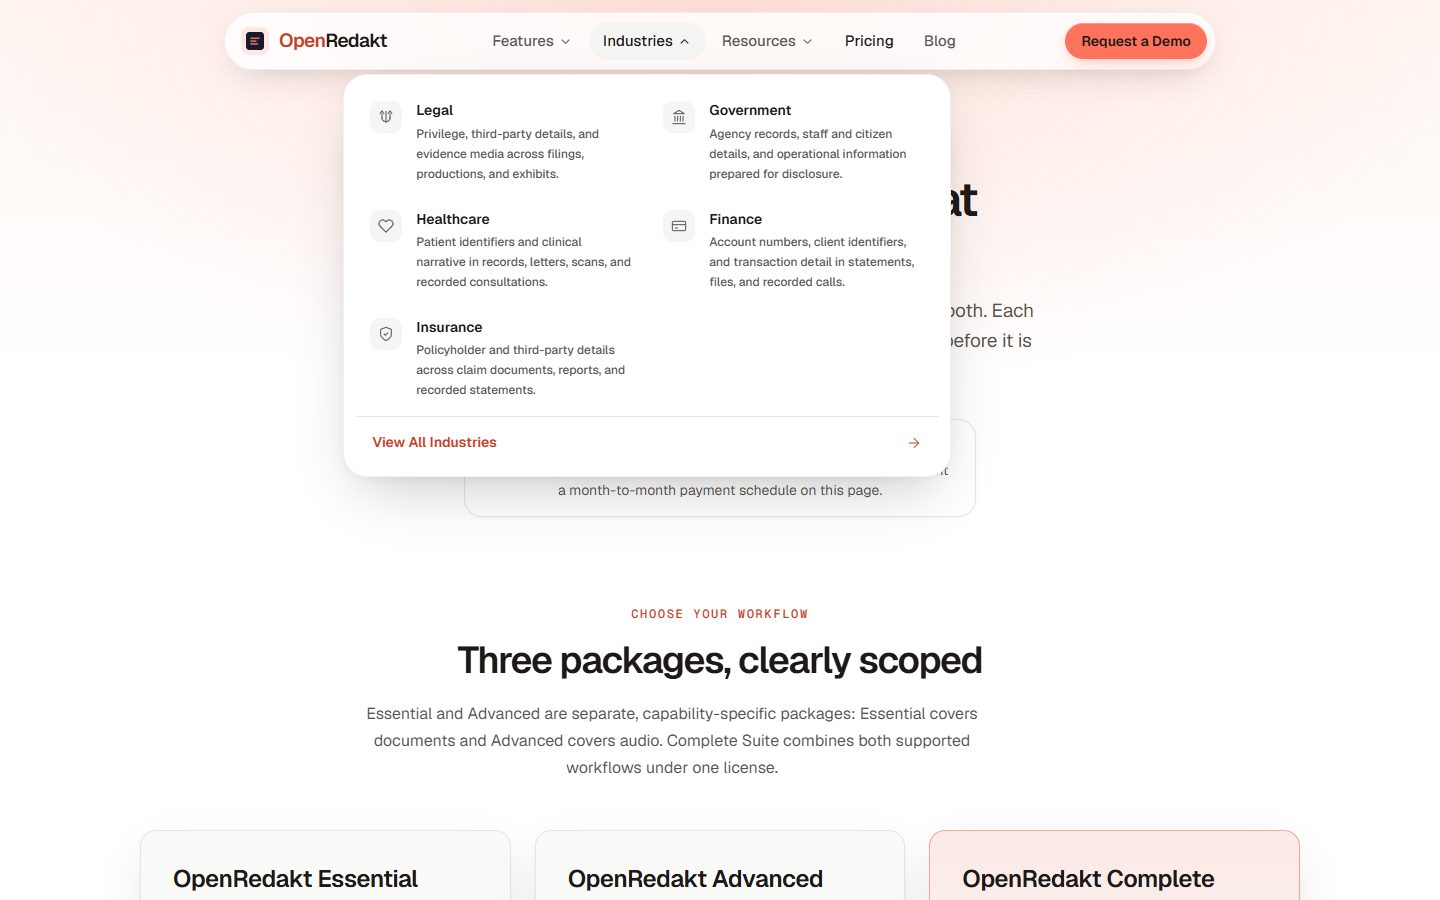 OpenRedakt
Features
Industries
Resources
Pricing
Blog
Request a Demo
Legal
Privilege, third-party details, and
evidence media across filings,
productions, and exhibits.
Government
Agency records, staff and citizen
details, and operational information
prepared for disclosure.
Healthcare
Patient identifiers and clinical
narrative in records, letters, scans, and
recorded consultations.
Finance
Account numbers, client identifiers,
and transaction detail in statements,
files, and recorded calls.
Insurance
Policyholder and third-party details
across claim documents, reports, and
recorded statements.
View All Industries
both. Each
before it is
a month-to-month payment schedule on this page.
CHOOSE YOUR WORKFLOW
Three packages, clearly scoped
Essential and Advanced are separate, capability-specific packages: Essential covers
documents and Advanced covers audio. Complete Suite combines both supported
workflows under one license.
OpenRedakt Essential
OpenRedakt Advanced
OpenRedakt Complete